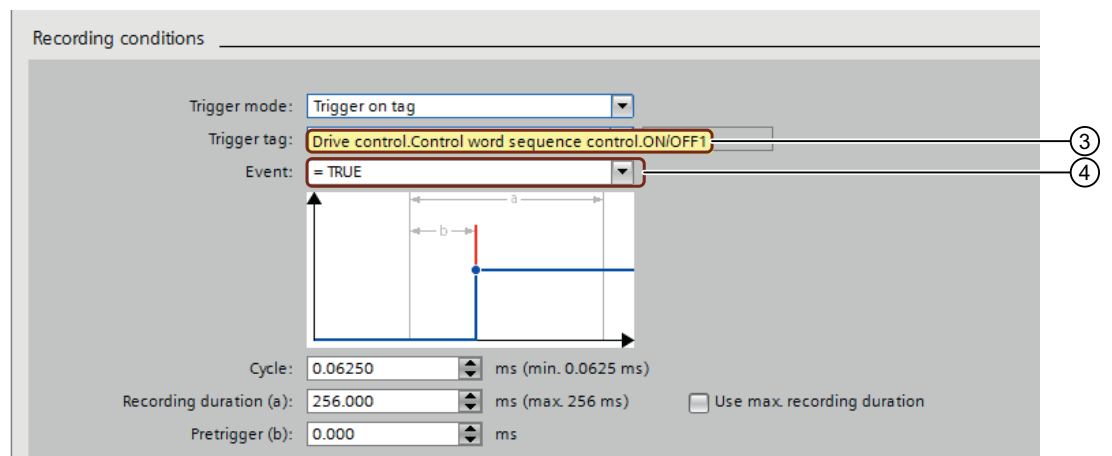 Recording conditions
Trigger mode: Trigger on tag
Trigger tag: Drive control.Control word sequence control.ON/OFF1 ③
Event: = TRUE ④
a
b
Cycle: 0.06250 ms (min. 0.0625 ms)
Recording duration (a): 256.000 ms (max. 256 ms) Use max. recording duration
Pretrigger (b): 0.000 ms